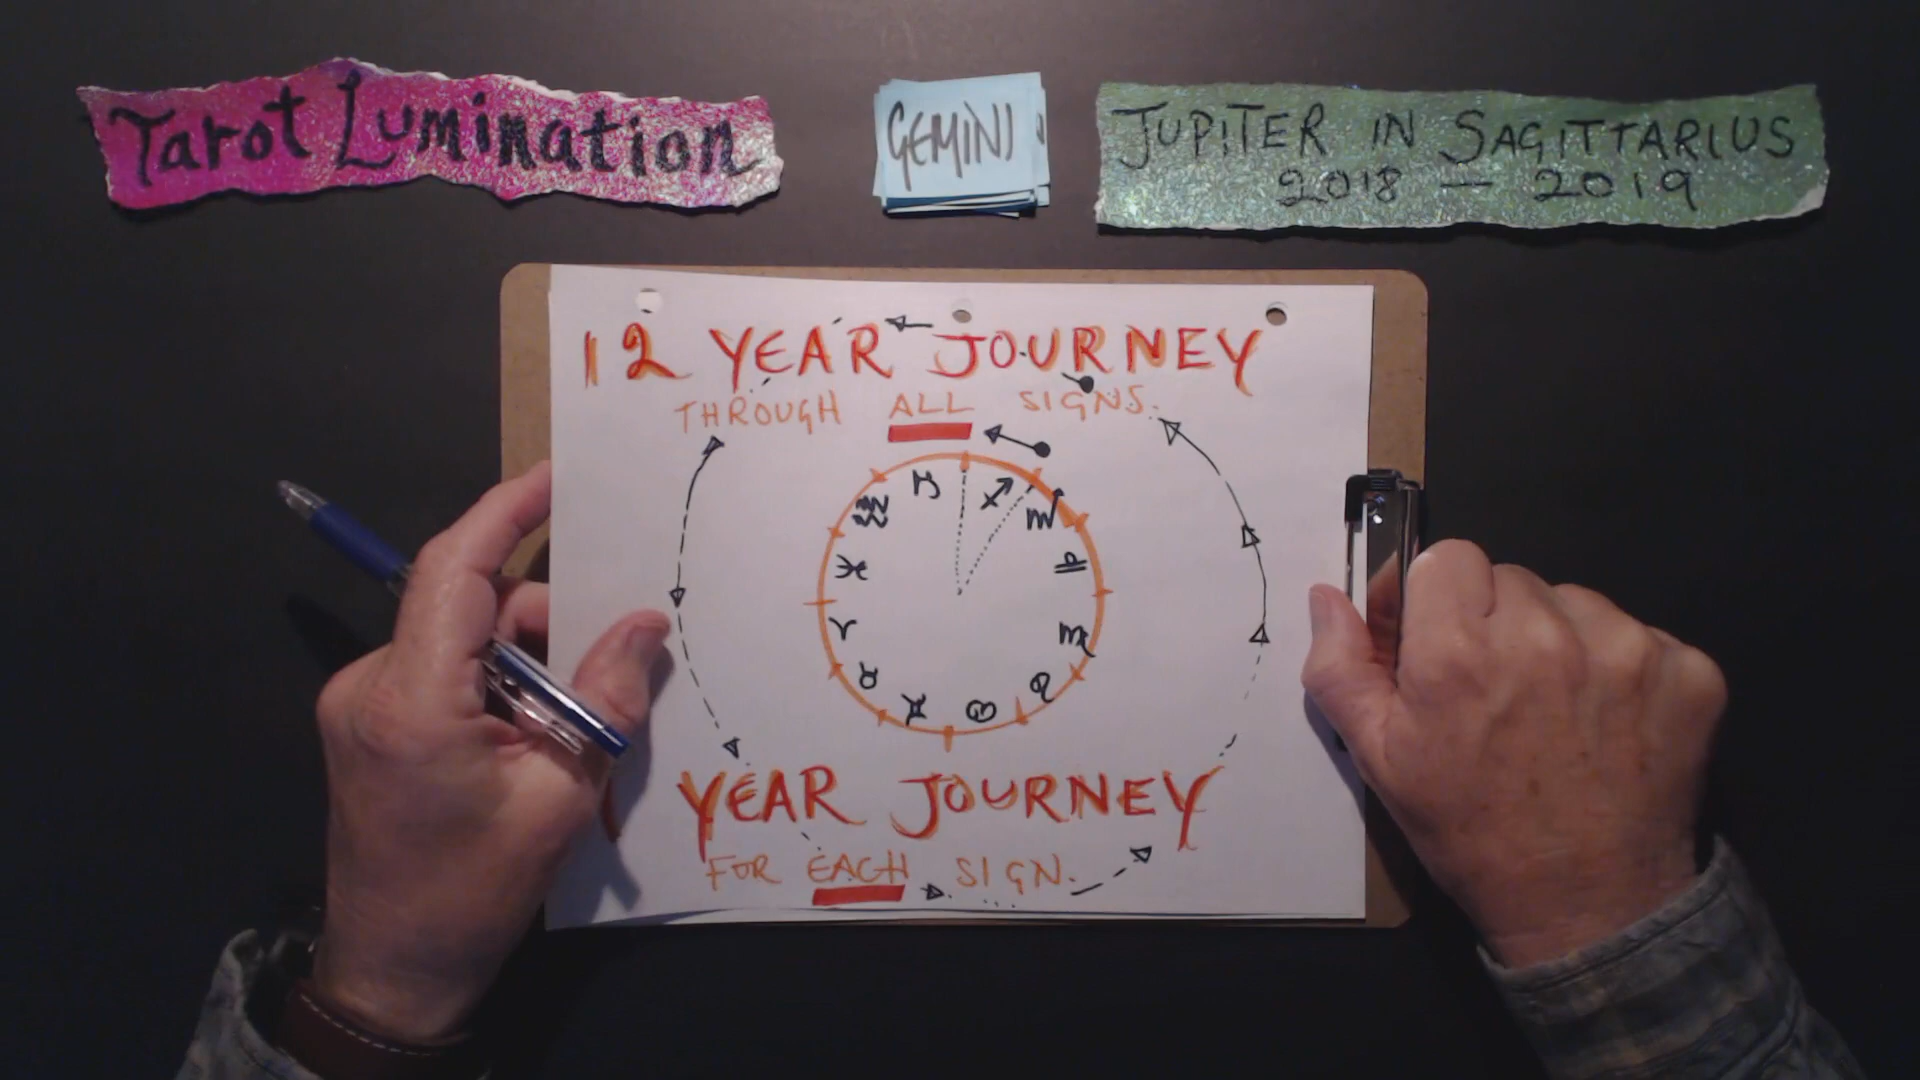 Tarot Lumination
GEMINI
JUPITER IN SAGITTARIUS
2018 — 2019
12 YEAR JOURNEY
THROUGH ALL SIGNS.
♑ ♐
♒ ♏
♓ ♎
♈ ♍
♉ ♌
♊ ♋
YEAR JOURNEY
FOR EACH SIGN.